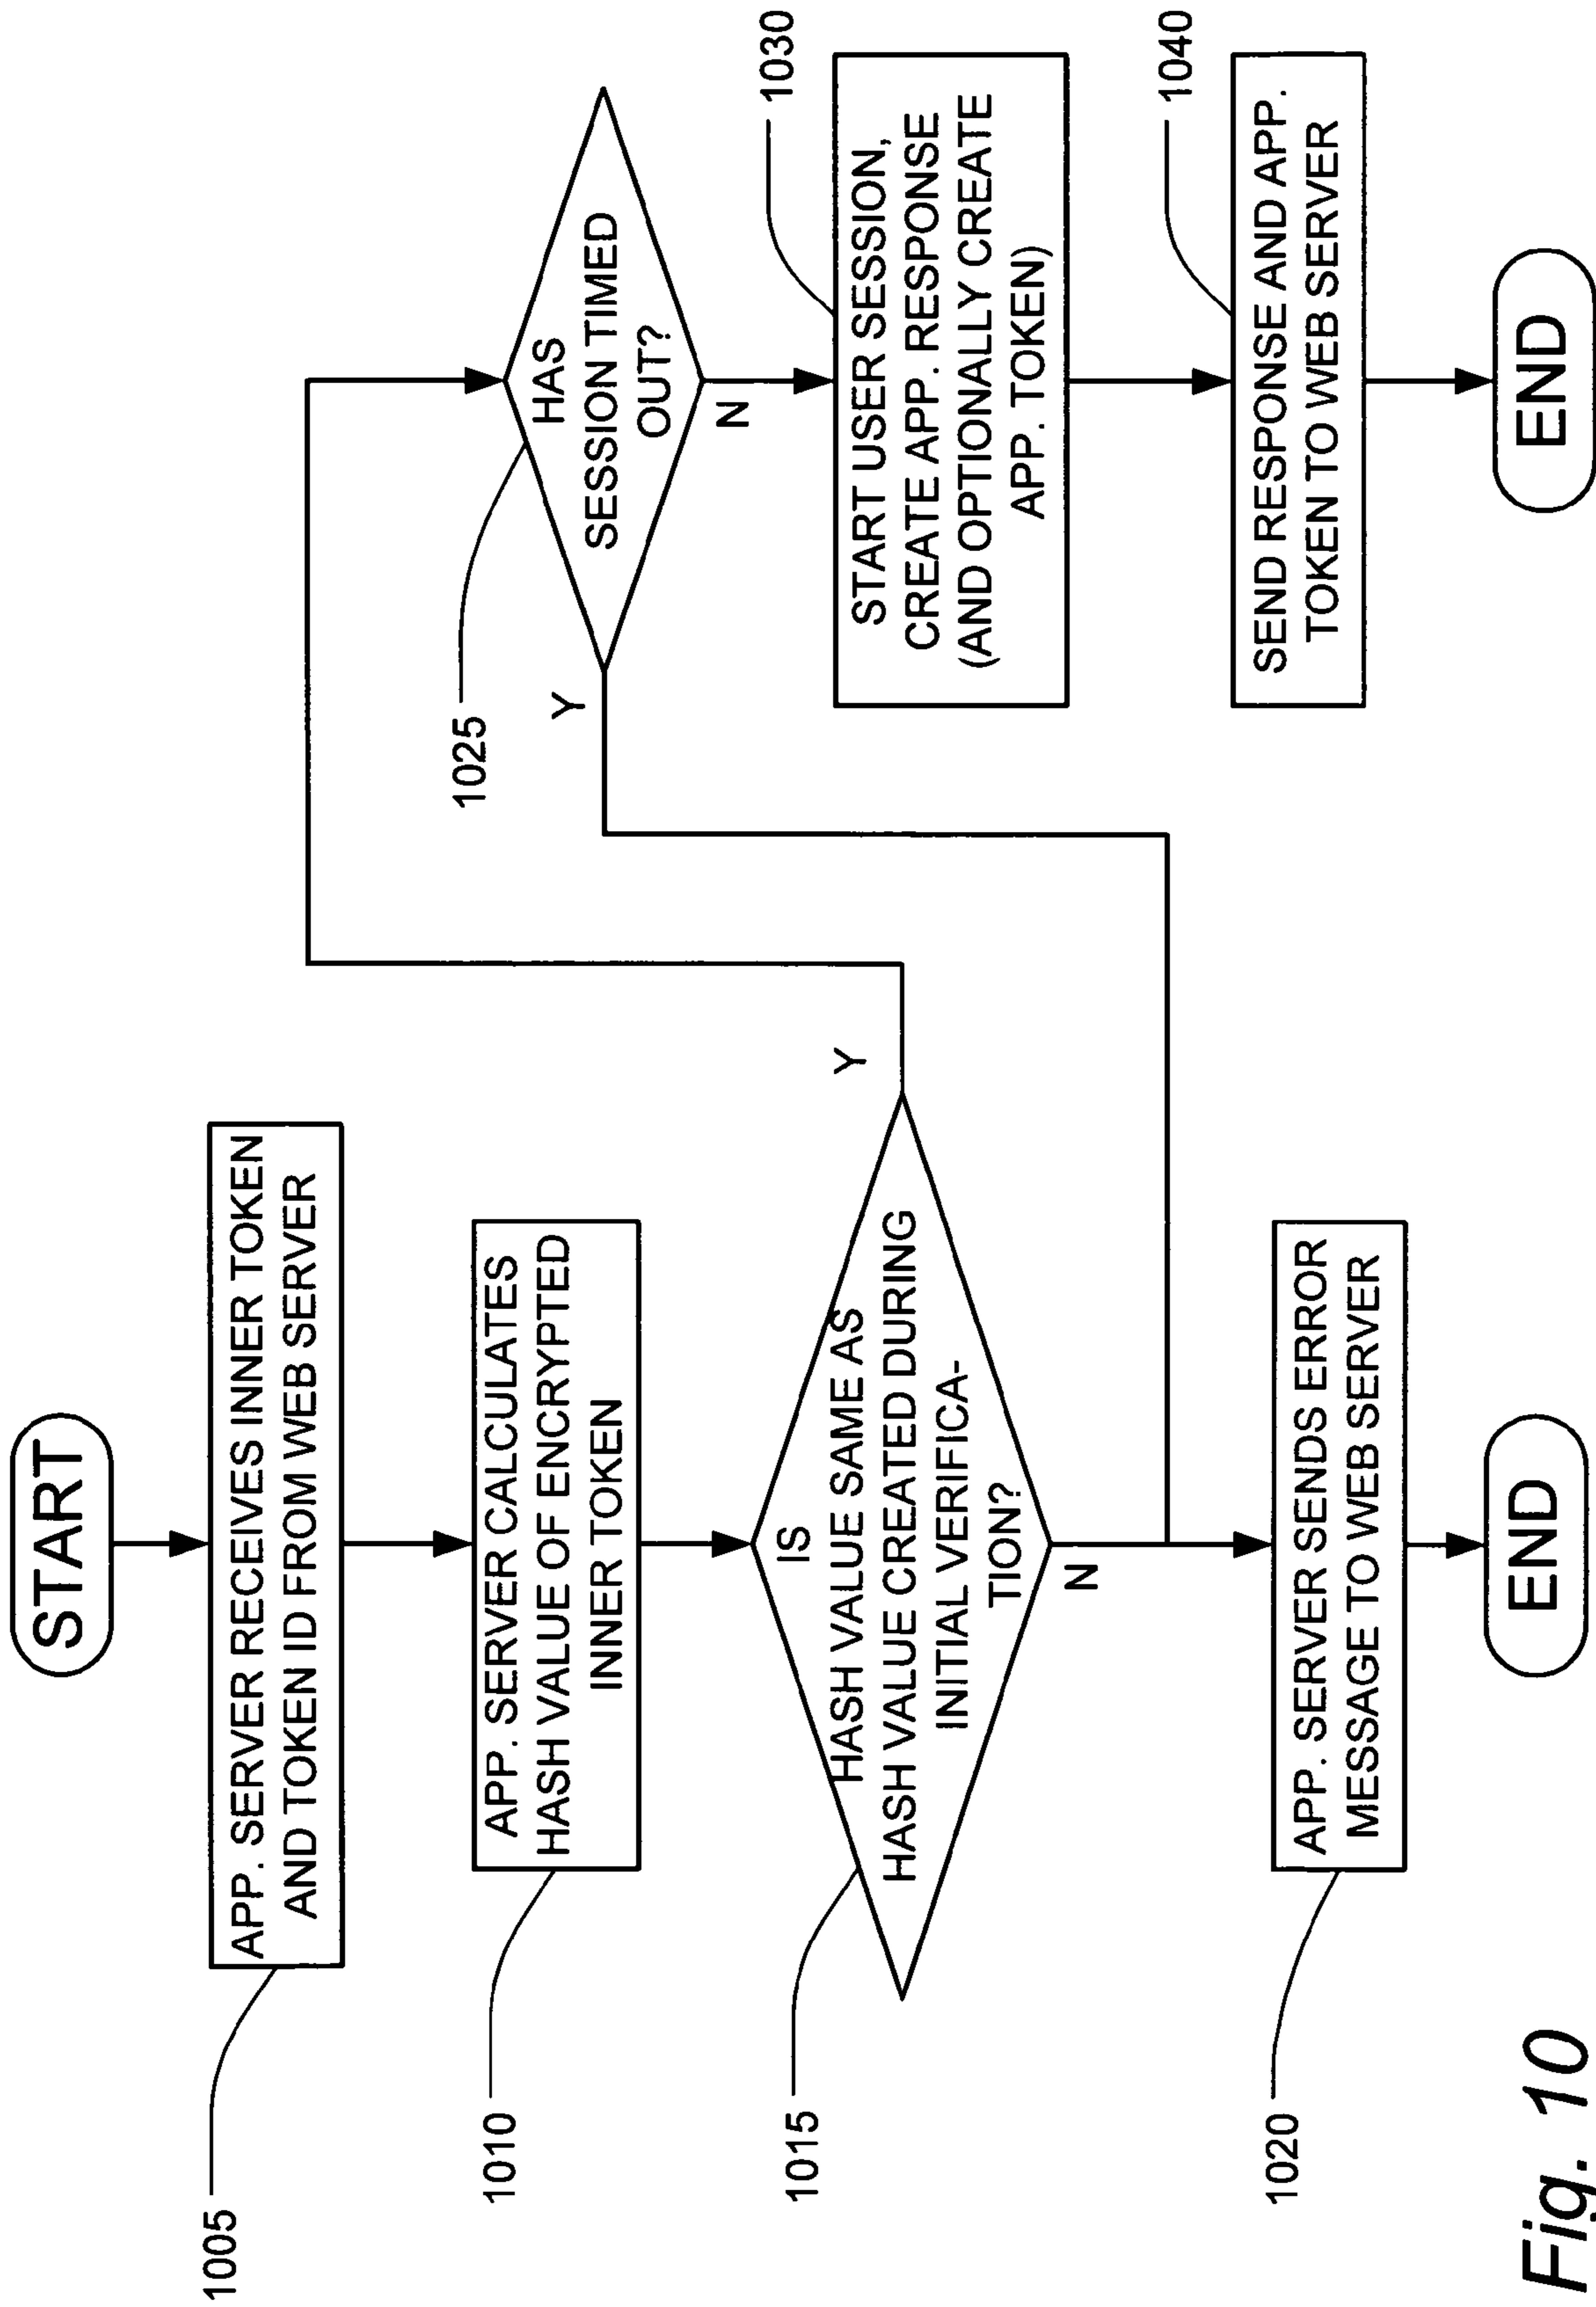 START
1005
APP. SERVER RECEIVES INNER TOKEN
AND TOKEN ID FROM WEB SERVER
1010
APP. SERVER CALCULATES
HASH VALUE OF ENCRYPTED
INNER TOKEN
1015
IS
HASH VALUE SAME AS
HASH VALUE CREATED DURING
INITIAL VERIFICA-
TION?
Y
N
1020
APP. SERVER SENDS ERROR
MESSAGE TO WEB SERVER
END
1025
HAS
SESSION TIMED
OUT?
Y
N
1030
START USER SESSION,
CREATE APP. RESPONSE
(AND OPTIONALLY CREATE
APP. TOKEN)
1040
SEND RESPONSE AND APP.
TOKEN TO WEB SERVER
END
Fig. 10